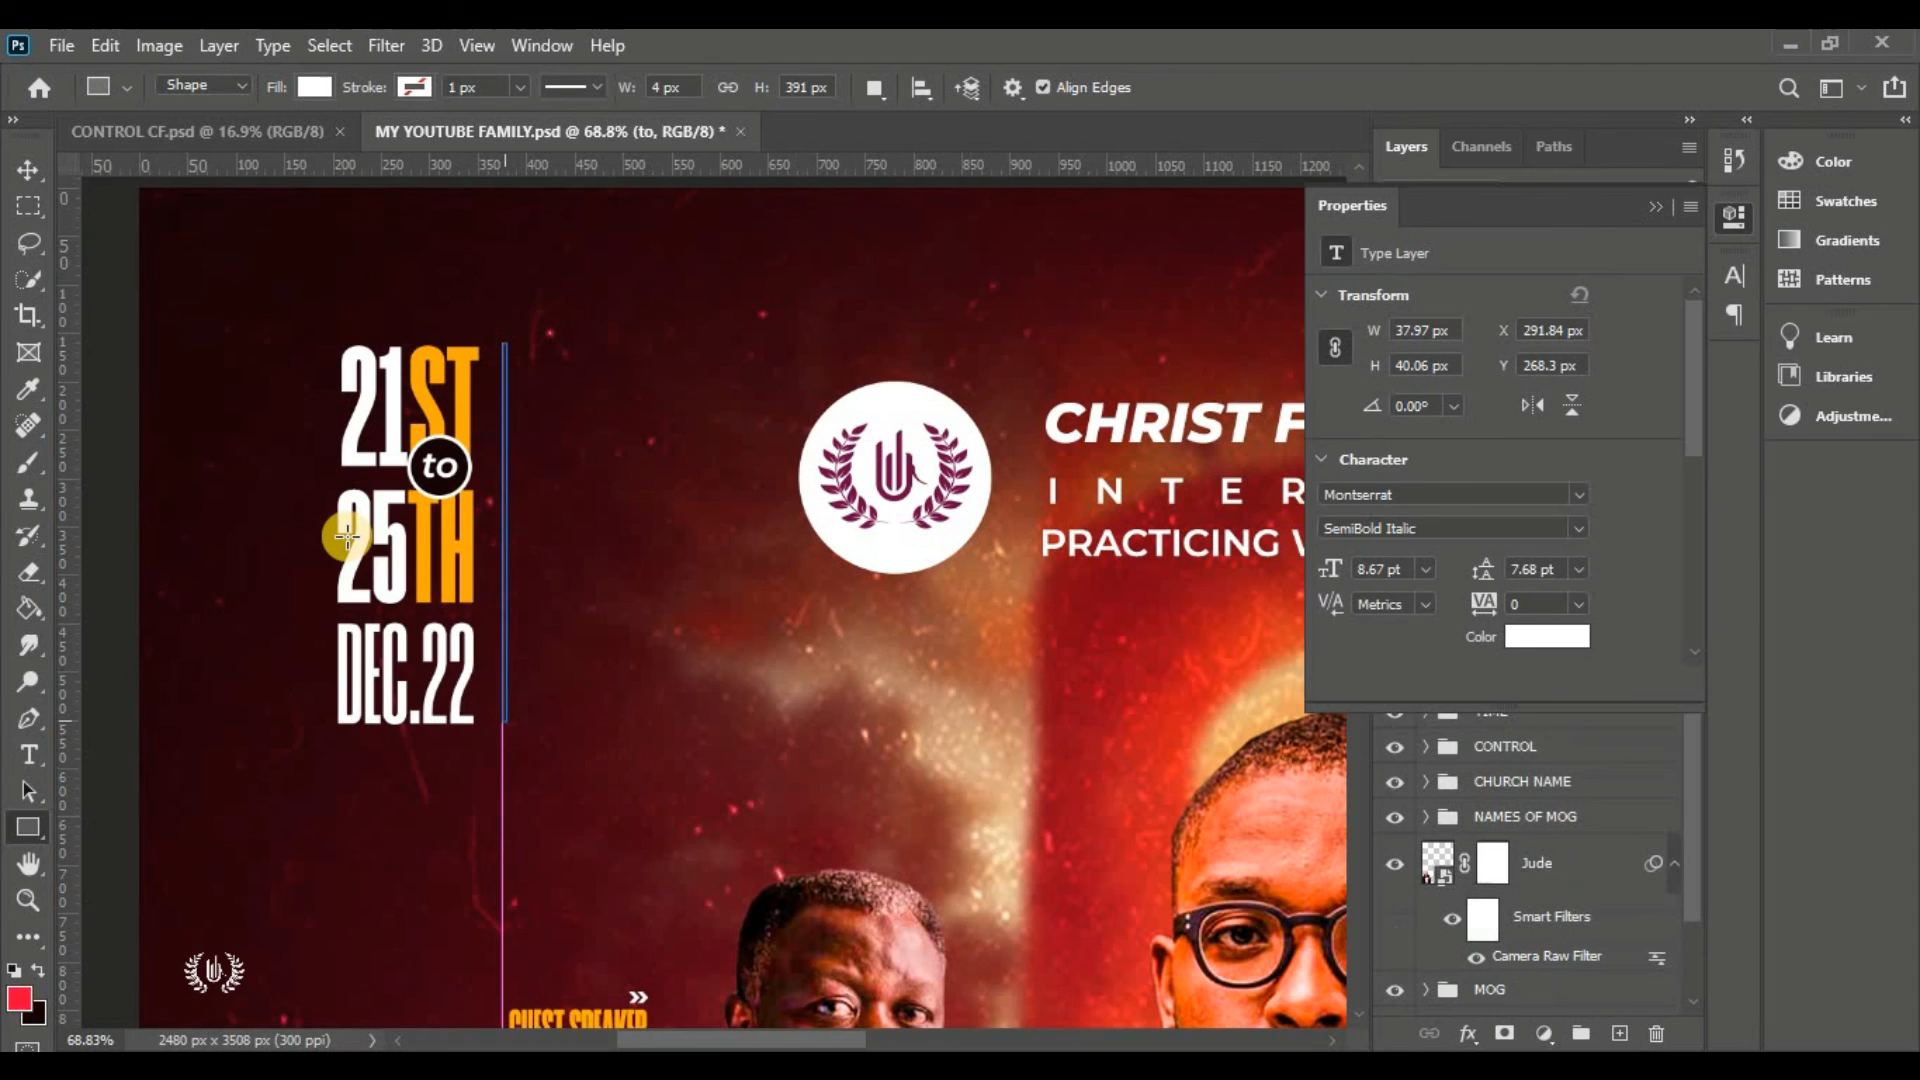 Ps File Edit Image Layer Type Select Filter 3D View Window Help
Shape Fill: Stroke: 1 px W: 4 px H: 391 px Align Edges
CONTROL CF.psd @ 16.9% (RGB/8) × MY YOUTUBE FAMILY.psd @ 68.8% (to, RGB/8) * ×
50 0 50 100 150 200 250 300 350 400 450 500 550 600 650 700 750 800 850 900 950 1000 1050 1100 1150 1200
Layers Channels Paths
Properties
Type Layer
Transform
W 37.97 px X 291.84 px
H 40.06 px Y 268.3 px
0.00°
Character
Montserrat
SemiBold Italic
8.67 pt 7.68 pt
Metrics 0
Color
Color
Swatches
Gradients
Patterns
Learn
Libraries
Adjustme...
21ST
to
25TH
DEC.22
CHRIST F
INTER
PRACTICING
GUEST SPEAKER
TIME
CONTROL
CHURCH NAME
NAMES OF MOG
Jude
Smart Filters
Camera Raw Filter
MOG
68.83% 2480 px x 3508 px (300 ppi)